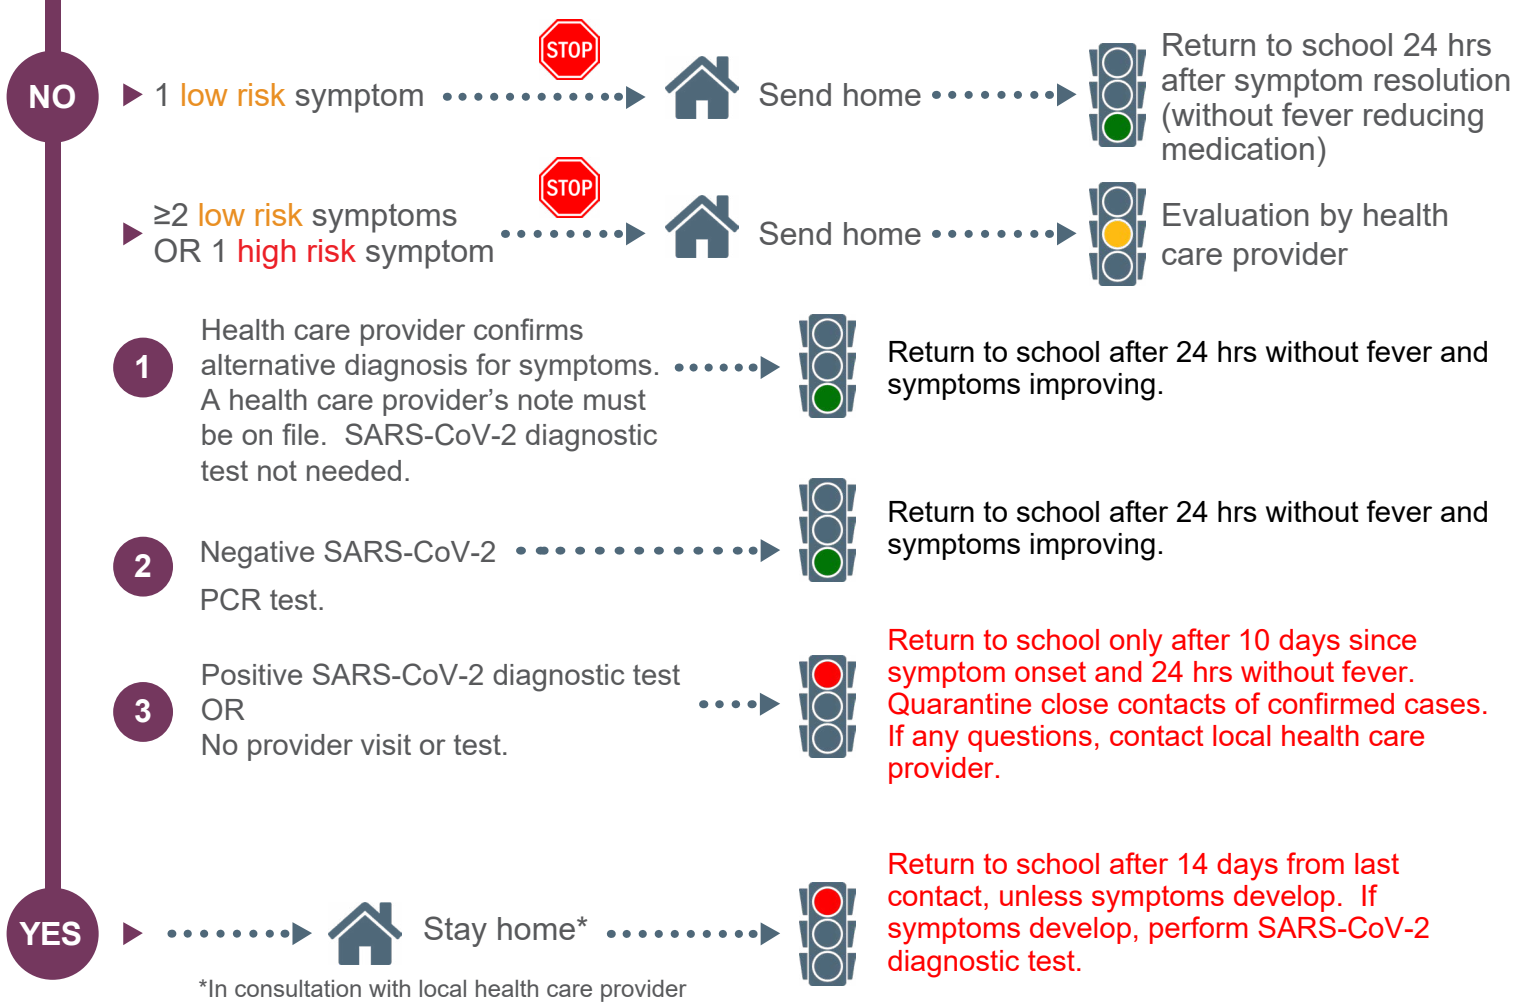 NO
1 low risk symptom
STOP
Send home
Return to school 24 hrs
after symptom resolution
(without fever reducing
medication)
≥2 low risk symptoms
OR 1 high risk symptom
STOP
Send home
Evaluation by health
care provider
1
Health care provider confirms
alternative diagnosis for symptoms.
A health care provider’s note must
be on file.  SARS-CoV-2 diagnostic
test not needed.
Return to school after 24 hrs without fever and
symptoms improving.
2
Negative SARS-CoV-2
PCR test.
Return to school after 24 hrs without fever and
symptoms improving.
3
Positive SARS-CoV-2 diagnostic test
OR
No provider visit or test.
Return to school only after 10 days since
symptom onset and 24 hrs without fever.
Quarantine close contacts of confirmed cases.
If any questions, contact local health care
provider.
YES
Stay home*
Return to school after 14 days from last
contact, unless symptoms develop.  If
symptoms develop, perform SARS-CoV-2
diagnostic test.
*In consultation with local health care provider